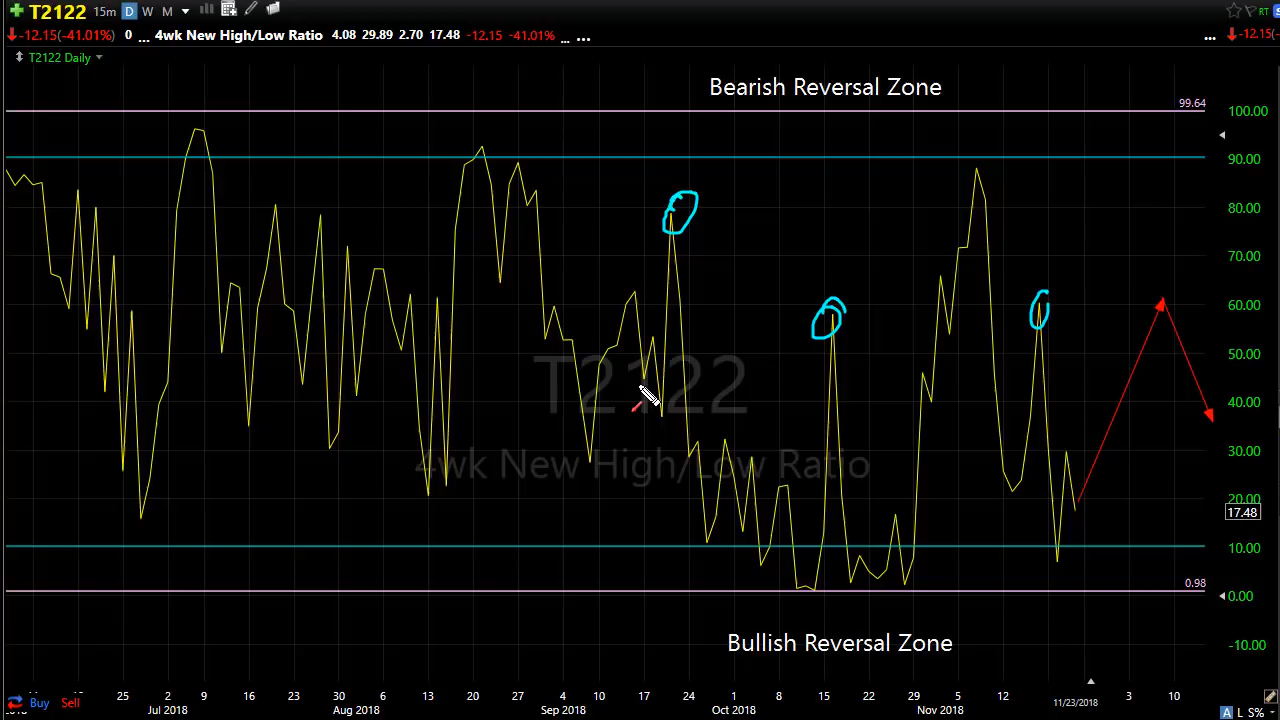 T2122 15m D W M
-12.15(-41.01%) 0 ... 4wk New High/Low Ratio 4.08 29.89 2.70 17.48 -12.15 -41.01% ... ... ... -12.15(-
RT
T2122 Daily
Bearish Reversal Zone
99.64
100.00
90.00
80.00
70.00
60.00
50.00
T2122
40.00
4wk New High/Low Ratio
30.00
20.00
17.48
10.00
0.98
0.00
Bullish Reversal Zone
-10.00
25 2 9 16 23 30 6 13 20 27 4 10 17 24 1 8 15 22 29 5 12 3 10
Buy Sell Jul 2018 Aug 2018 Sep 2018 Oct 2018 Nov 2018 11/23/2018
A L S%